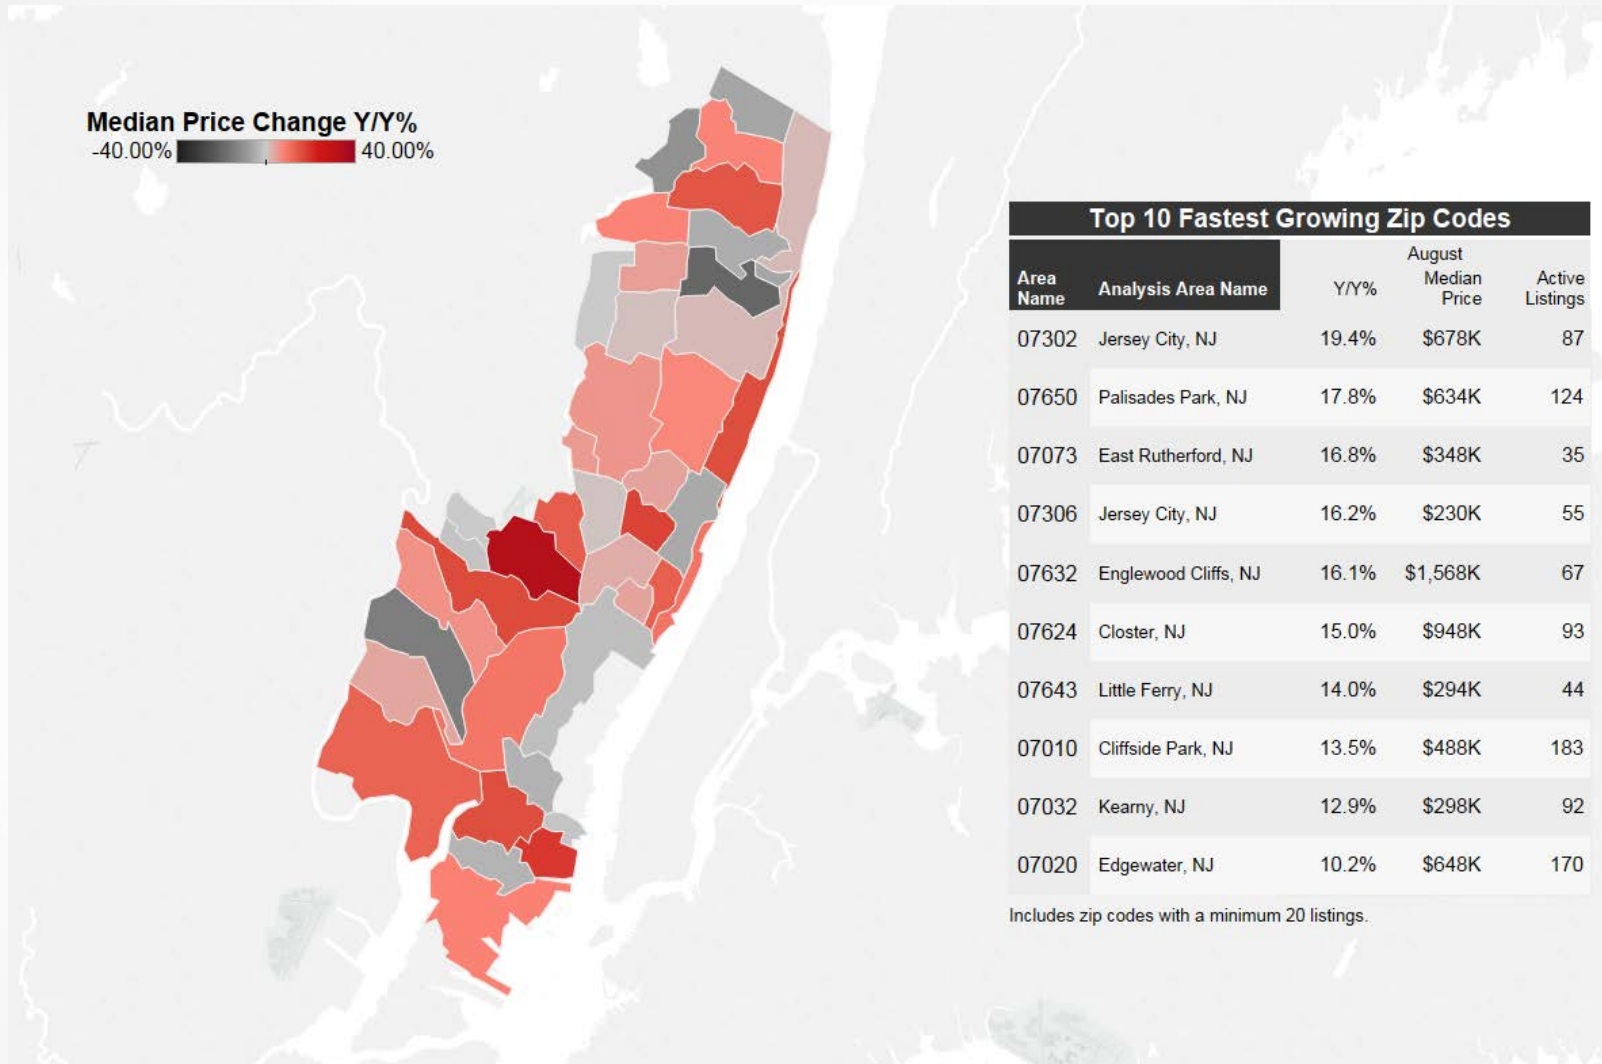 Median Price Change Y/Y%
-40.00% 40.00%
Top 10 Fastest Growing Zip Codes
Area Name Analysis Area Name Y/Y% August Median Price Active Listings
07302 Jersey City, NJ 19.4% $678K 87
07650 Palisades Park, NJ 17.8% $634K 124
07073 East Rutherford, NJ 16.8% $348K 35
07306 Jersey City, NJ 16.2% $230K 55
07632 Englewood Cliffs, NJ 16.1% $1,568K 67
07624 Closter, NJ 15.0% $948K 93
07643 Little Ferry, NJ 14.0% $294K 44
07010 Cliffside Park, NJ 13.5% $488K 183
07032 Kearny, NJ 12.9% $298K 92
07020 Edgewater, NJ 10.2% $648K 170
Includes zip codes with a minimum 20 listings.